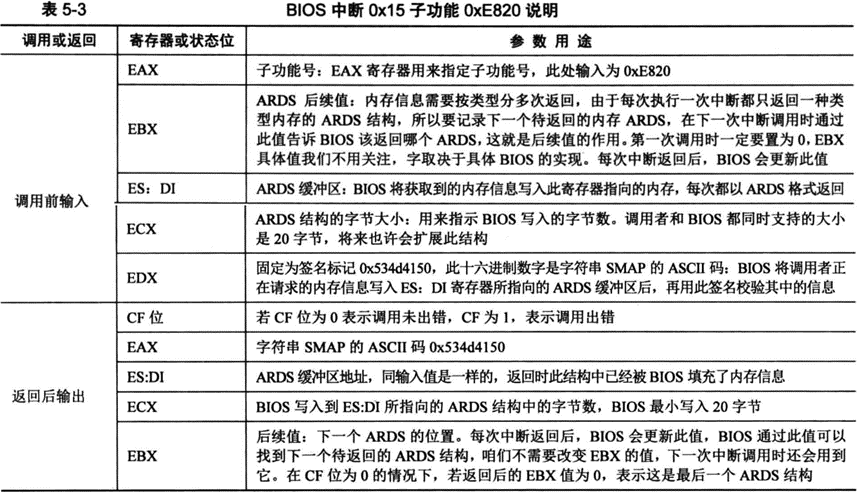 表 5-3 BIOS 中断 0x15 子功能 0xE820 说明
调用或返回 寄存器或状态位 参 数 用 途
调用前输入
EAX 子功能号：EAX 寄存器用来指定子功能号，此处输入为 0xE820
EBX ARDS 后续值：内存信息需要按类型分多次返回，由于每次执行一次中断都只返回一种类
型内存的 ARDS 结构，所以要记录下一个待返回的内存 ARDS，在下一次中断调用时通过
此值告诉 BIOS 该返回哪个 ARDS，这就是后续值的作用。第一次调用时一定要置为 0，EBX
具体值我们不用关注，字取决于具体 BIOS 的实现。每次中断返回后，BIOS 会更新此值
ES：DI ARDS 缓冲区：BIOS 将获取到的内存信息写入此寄存器指向的内存，每次都以 ARDS 格式返回
ECX ARDS 结构的字节大小：用来指示 BIOS 写入的字节数。调用者和 BIOS 都同时支持的大小
是 20 字节，将来也许会扩展此结构
EDX 固定为签名标记 0x534d4150，此十六进制数字是字符串 SMAP 的 ASCII 码：BIOS 将调用者正
在请求的内存信息写入 ES：DI 寄存器所指向的 ARDS 缓冲区后，再用此签名校验其中的信息
返回后输出
CF 位 若 CF 位为 0 表示调用未出错，CF 为 1，表示调用出错
EAX 字符串 SMAP 的 ASCII 码 0x534d4150
ES:DI ARDS 缓冲区地址，同输入值是一样的，返回时此结构中已经被 BIOS 填充了内存信息
ECX BIOS 写入到 ES:DI 所指向的 ARDS 结构中的字节数，BIOS 最小写入 20 字节
EBX 后续值：下一个 ARDS 的位置。每次中断返回后，BIOS 会更新此值，BIOS 通过此值可以
找到下一个待返回的 ARDS 结构，咱们不需要改变 EBX 的值，下一次中断调用时还会用到
它。在 CF 位为 0 的情况下，若返回后的 EBX 值为 0，表示这是最后一个 ARDS 结构